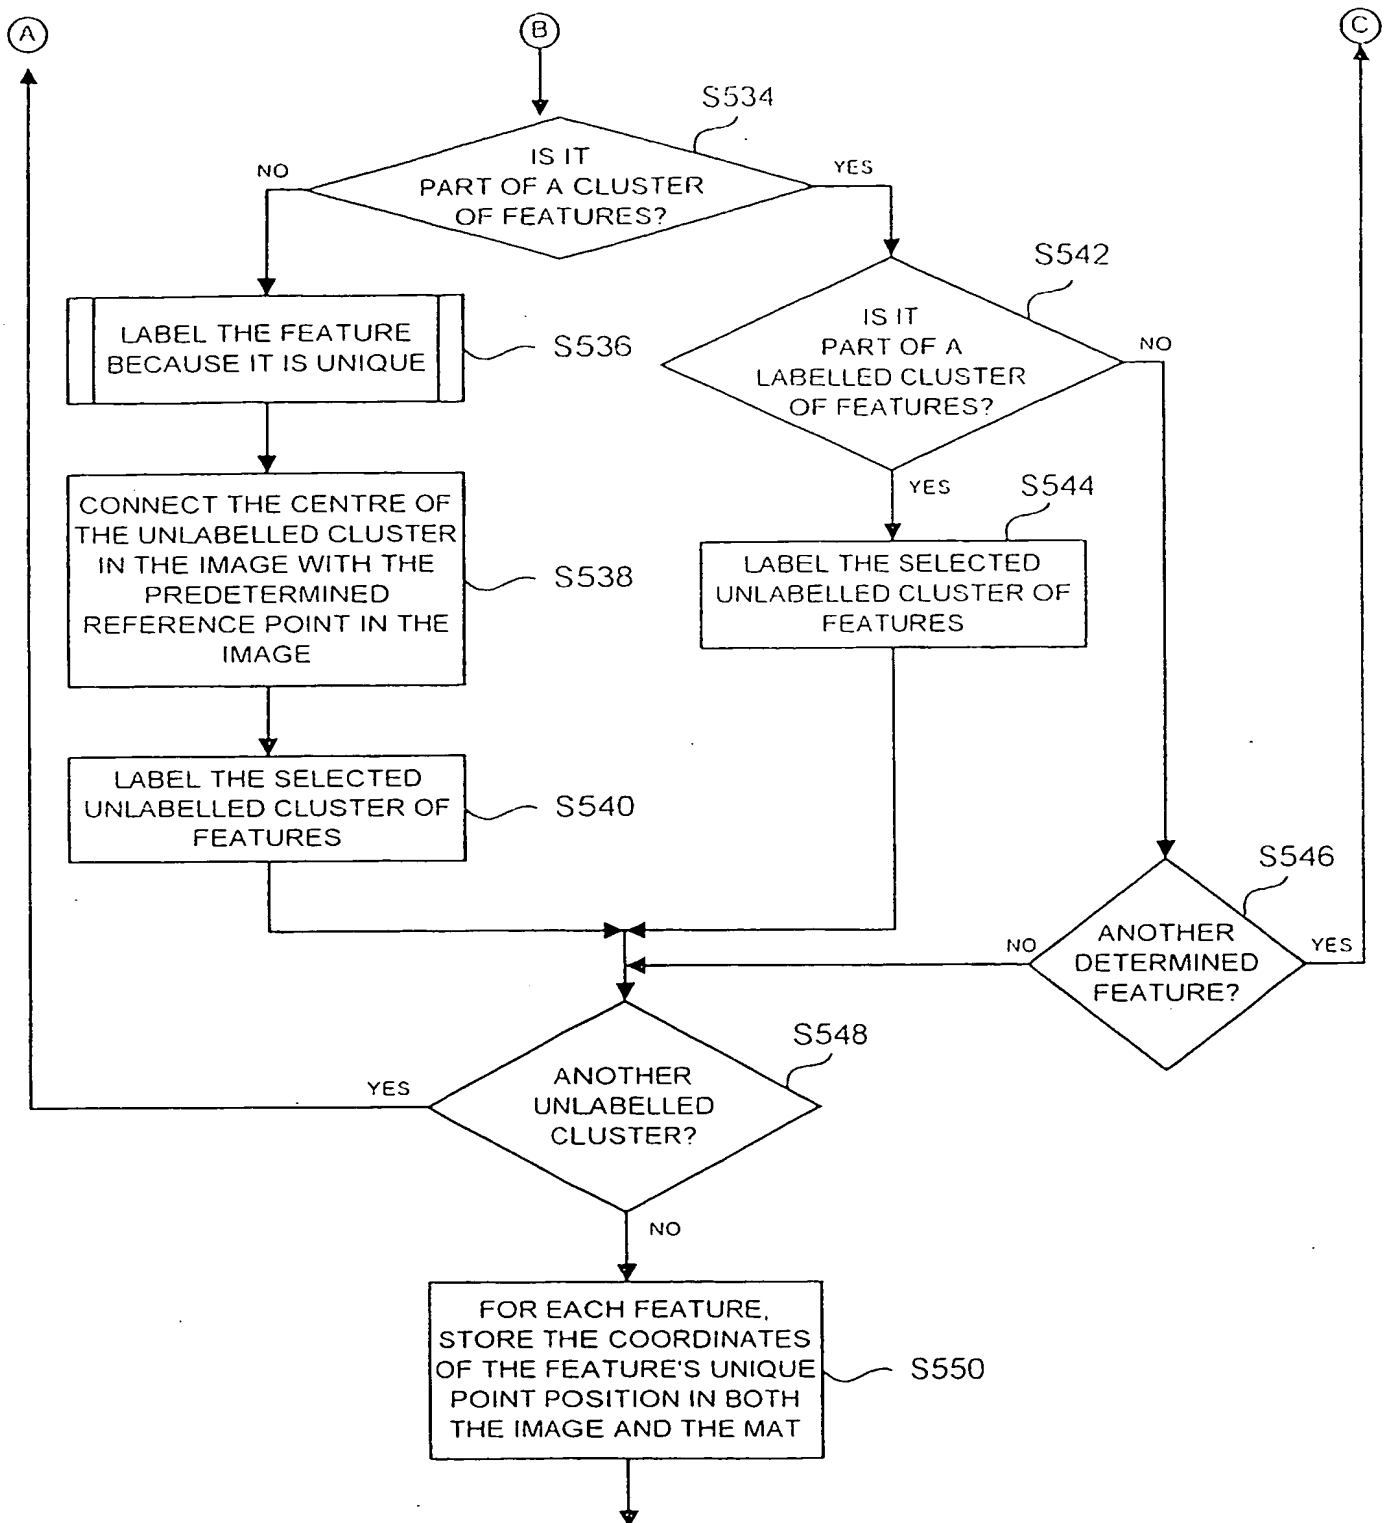 A
B
C
S534
IS IT
PART OF A CLUSTER
OF FEATURES?
NO
YES
S542
IS IT
PART OF A
LABELLED CLUSTER
OF FEATURES?
NO
YES
LABEL THE FEATURE
BECAUSE IT IS UNIQUE
S536
CONNECT THE CENTRE OF
THE UNLABELLED CLUSTER
IN THE IMAGE WITH THE
PREDETERMINED
REFERENCE POINT IN THE
IMAGE
S538
S544
LABEL THE SELECTED
UNLABELLED CLUSTER OF
FEATURES
LABEL THE SELECTED
UNLABELLED CLUSTER OF
FEATURES
S540
S546
ANOTHER
DETERMINED
FEATURE?
NO
YES
S548
ANOTHER
UNLABELLED
CLUSTER?
YES
NO
FOR EACH FEATURE,
STORE THE COORDINATES
OF THE FEATURE'S UNIQUE
POINT POSITION IN BOTH
THE IMAGE AND THE MAT
S550